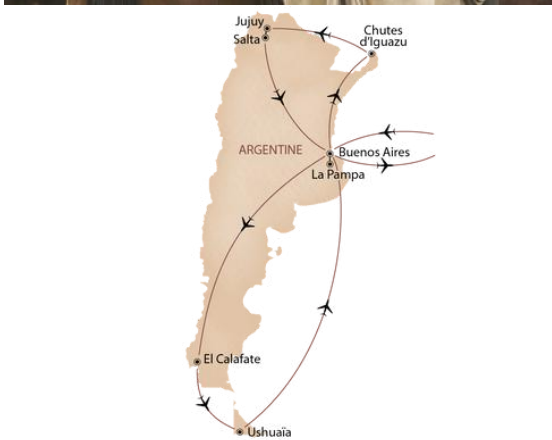 Jujuy
Salta
Chutes
d'Iguazu
ARGENTINE
Buenos Aires
La Pampa
El Calafate
Ushuaïa